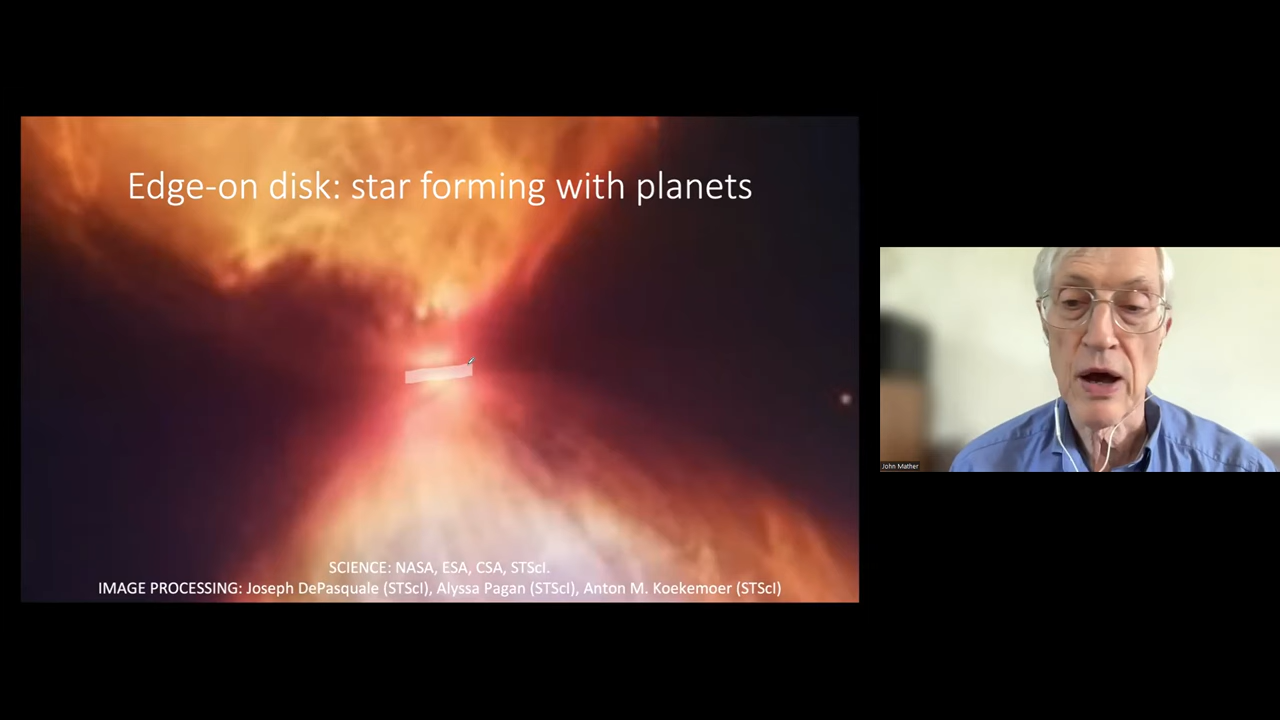 Edge-on disk: star forming with planets
SCIENCE: NASA, ESA, CSA, STScI.
IMAGE PROCESSING: Joseph DePasquale (STScI), Alyssa Pagan (STScI), Anton M. Koekemoer (STScI)
John Mather